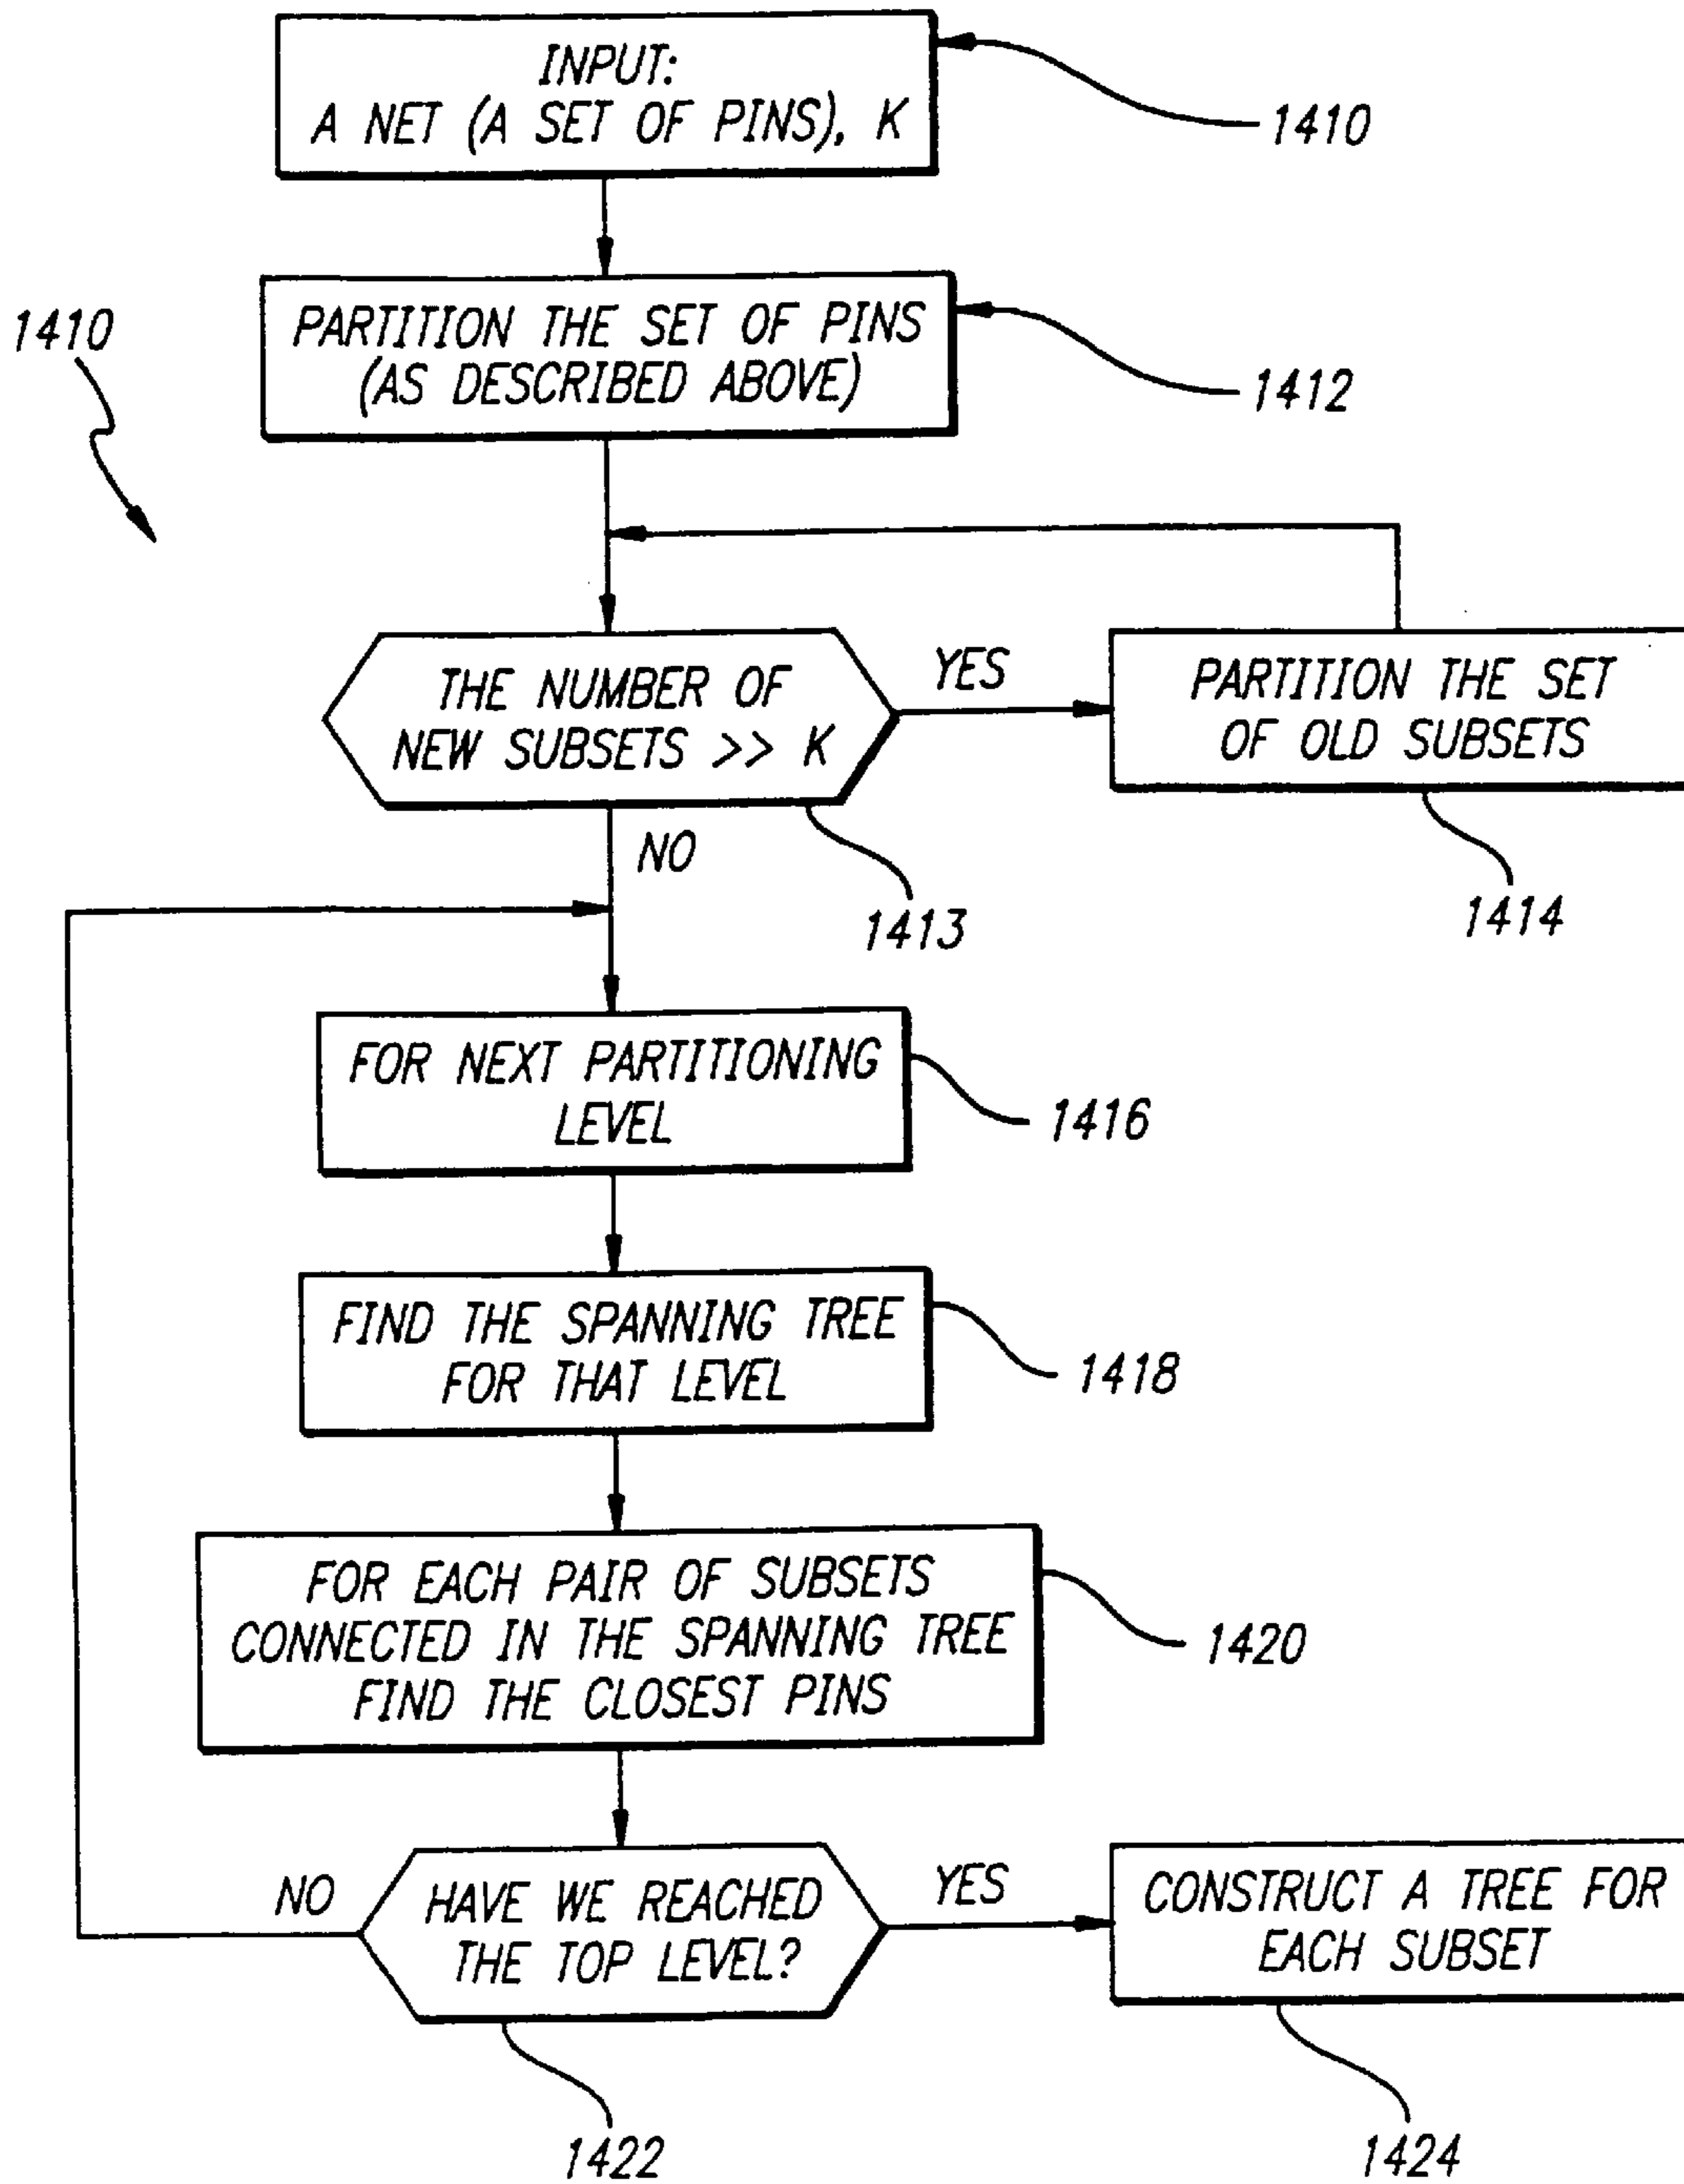 INPUT:
A NET (A SET OF PINS), K
1410
PARTITION THE SET OF PINS
(AS DESCRIBED ABOVE)
1410
1412
THE NUMBER OF
NEW SUBSETS >> K
YES
PARTITION THE SET
OF OLD SUBSETS
NO
1413
1414
FOR NEXT PARTITIONING
LEVEL
1416
FIND THE SPANNING TREE
FOR THAT LEVEL
1418
FOR EACH PAIR OF SUBSETS
CONNECTED IN THE SPANNING TREE
FIND THE CLOSEST PINS
1420
NO
HAVE WE REACHED
THE TOP LEVEL?
YES
CONSTRUCT A TREE FOR
EACH SUBSET
1422
1424